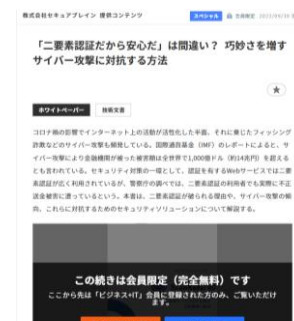 株式会社セキュアブレイン 提供コンテンツ
スペシャル 会員限定 2022/09/30
「二要素認証だから安心だ」は間違い? 巧妙さを増す
サイバー攻撃に対抗する方法
ホワイトペーパー 技術文書
コロナ禍の影響でインターネット上の活動が活性化した半面、それに乗じたフィッシング
詐欺などのサイバー攻撃も頻発している。国際通貨基金(IMF)のレポートによると、サ
イバー攻撃により金融機関が被った被害額は全世界で1,000億ドル(約14兆円)を超える
とも言われている。セキュリティ対策の一環として、認証を有するWebサービスでは二要
素認証が広く利用されているが、警察庁の調べでは、二要素認証の利用者でも実際に不正
送金被害に遭っているという。本書は、二要素認証が破られる理由や、サイバー攻撃の傾
向、これらに対抗するためのセキュリティソリューションについて解説する。
この続きは会員限定(完全無料)です
ここから先は「ビジネス+IT」会員に登録された方のみ、ご覧いただけ
ます。